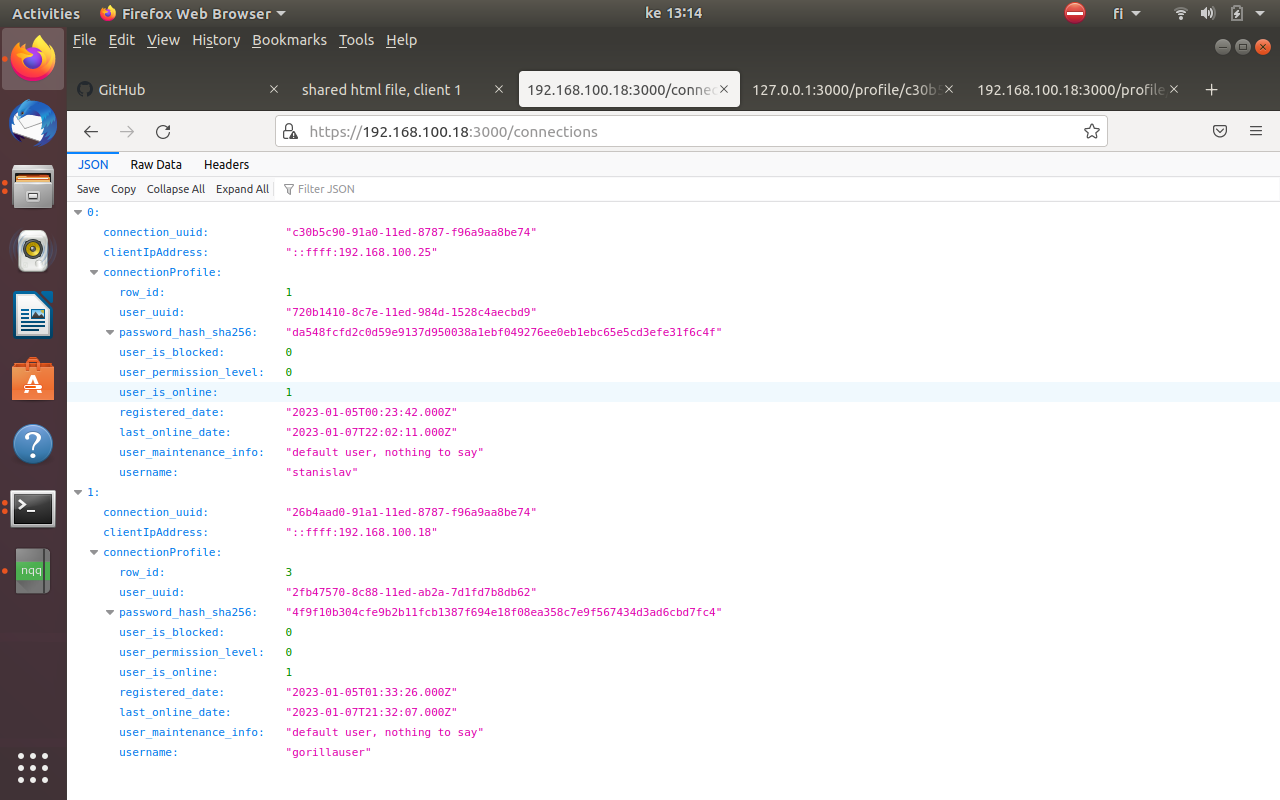 Activities Firefox Web Browser ke 13:14 fi
File Edit View History Bookmarks Tools Help
GitHub shared html file, client 1 192.168.100.18:3000/connec 127.0.0.1:3000/profile/c30b5 192.168.100.18:3000/profile
https://192.168.100.18:3000/connections
JSON Raw Data Headers
Save Copy Collapse All Expand All Filter JSON
0:
connection_uuid: "c30b5c90-91a0-11ed-8787-f96a9aa8be74"
clientIpAddress: "::ffff:192.168.100.25"
connectionProfile:
row_id: 1
user_uuid: "720b1410-8c7e-11ed-984d-1528c4aecbd9"
password_hash_sha256: "da548fcfd2c0d59e9137d950038a1ebf049276ee0eb1ebc65e5cd3efe31f6c4f"
user_is_blocked: 0
user_permission_level: 0
user_is_online: 1
registered_date: "2023-01-05T00:23:42.000Z"
last_online_date: "2023-01-07T22:02:11.000Z"
user_maintenance_info: "default user, nothing to say"
username: "stanislav"
1:
connection_uuid: "26b4aad0-91a1-11ed-8787-f96a9aa8be74"
clientIpAddress: "::ffff:192.168.100.18"
connectionProfile:
row_id: 3
user_uuid: "2fb47570-8c88-11ed-ab2a-7d1fd7b8db62"
password_hash_sha256: "4f9f10b304cfe9b2b11fcb1387f694e18f08ea358c7e9f567434d3ad6cbd7fc4"
user_is_blocked: 0
user_permission_level: 0
user_is_online: 1
registered_date: "2023-01-05T01:33:26.000Z"
last_online_date: "2023-01-07T21:32:07.000Z"
user_maintenance_info: "default user, nothing to say"
username: "gorillauser"
nqq